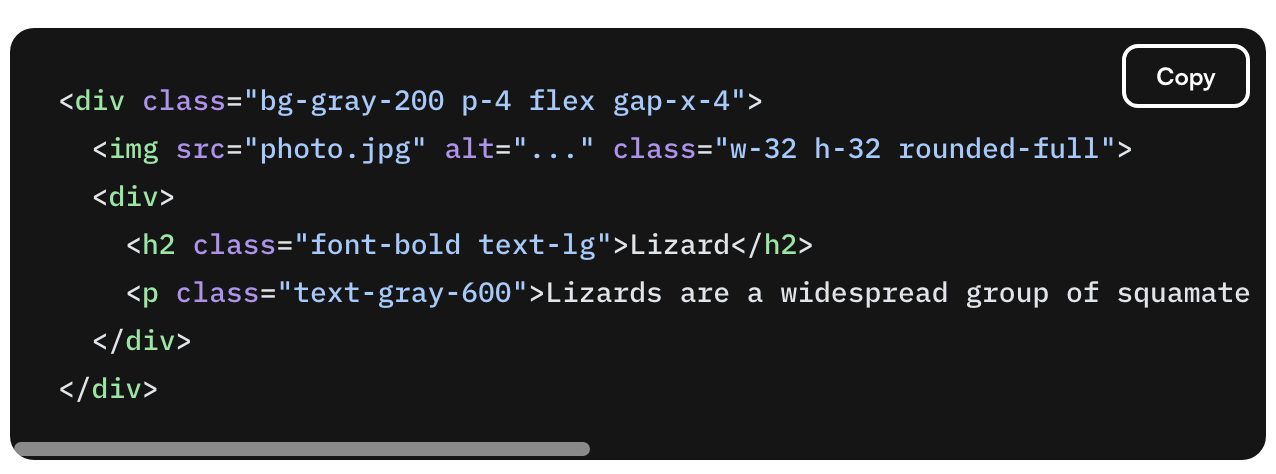 Copy
<div class="bg-gray-200 p-4 flex gap-x-4">
  <img src="photo.jpg" alt="..." class="w-32 h-32 rounded-full">
  <div>
    <h2 class="font-bold text-lg">Lizard</h2>
    <p class="text-gray-600">Lizards are a widespread group of squamate
  </div>
</div>